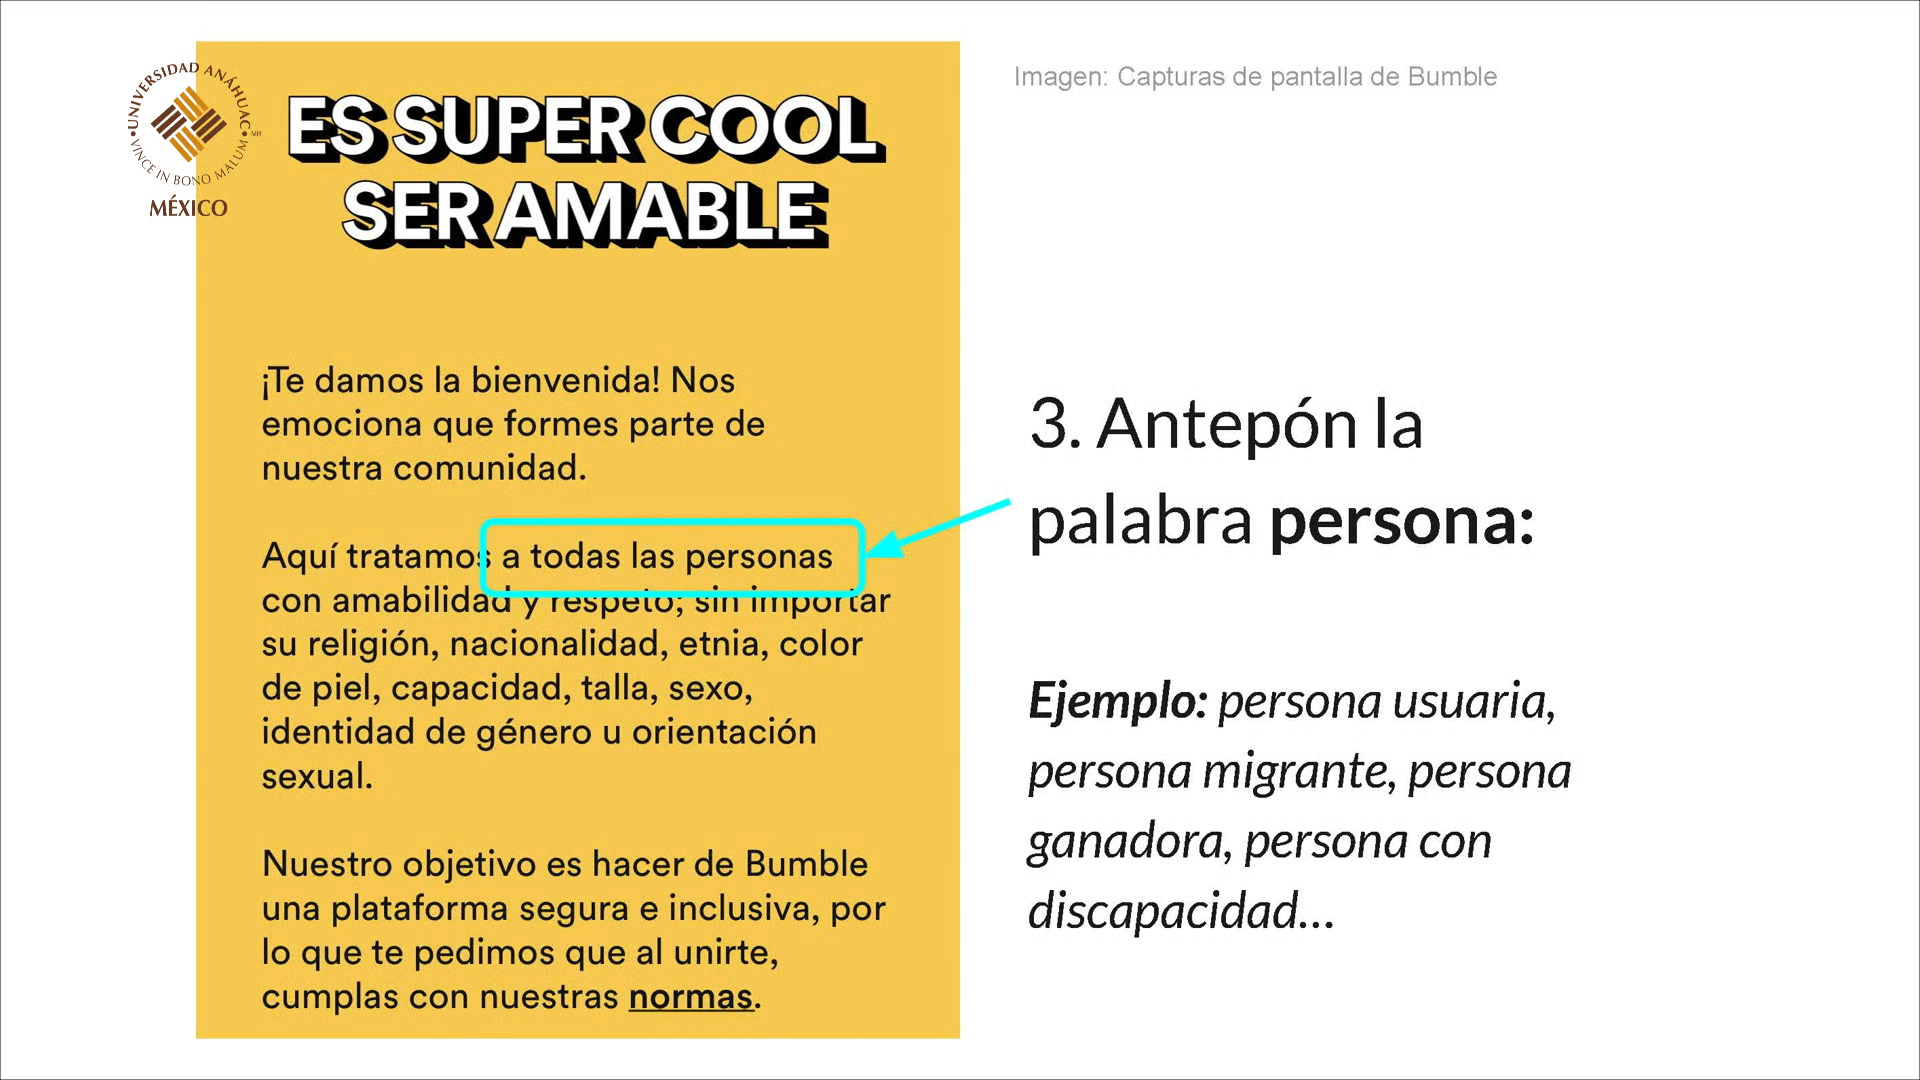 UNIVERSIDAD ANÁHUAC
VINCE IN BONO MALUM
MR
MÉXICO
ES SUPER COOL
SER AMABLE
¡Te damos la bienvenida! Nos
emociona que formes parte de
nuestra comunidad.
Aquí tratamos a todas las personas
con amabilidad y respeto; sin importar
su religión, nacionalidad, etnia, color
de piel, capacidad, talla, sexo,
identidad de género u orientación
sexual.
Nuestro objetivo es hacer de Bumble
una plataforma segura e inclusiva, por
lo que te pedimos que al unirte,
cumplas con nuestras normas.
Imagen: Capturas de pantalla de Bumble
3. Antepón la
palabra persona:
Ejemplo: persona usuaria,
persona migrante, persona
ganadora, persona con
discapacidad...